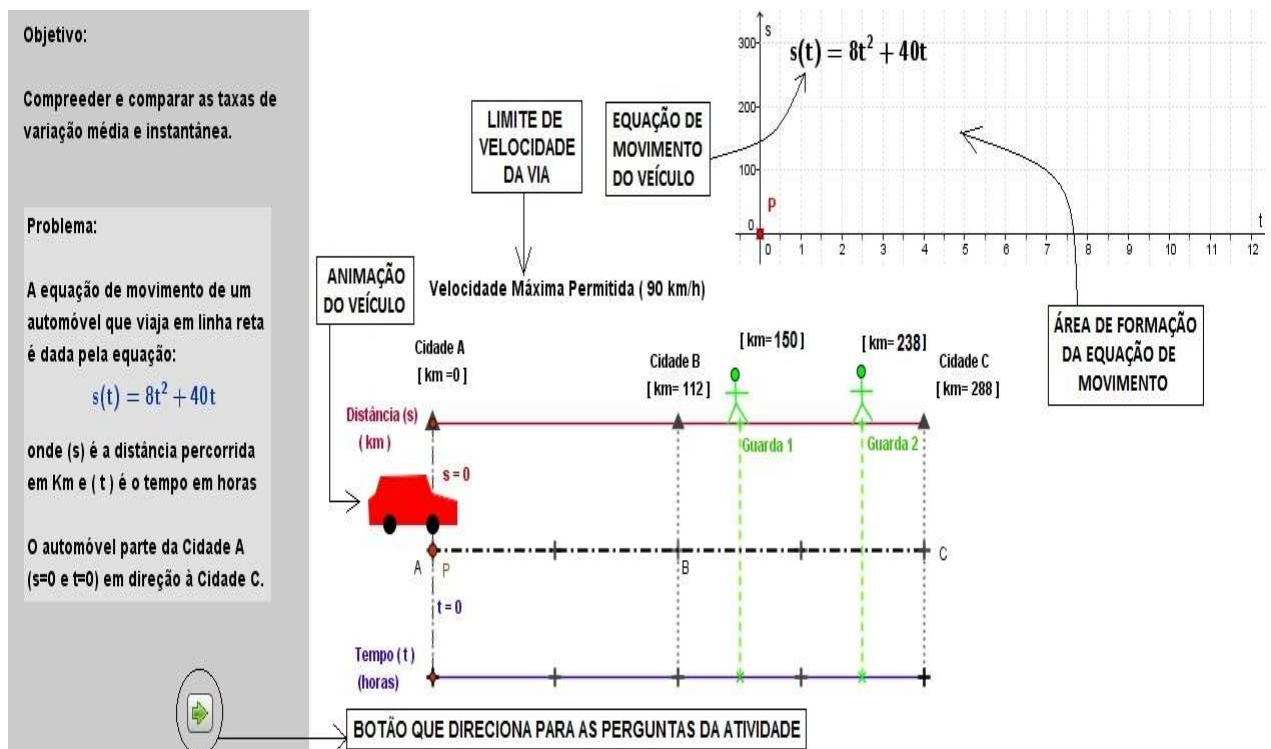 Objetivo:
Compreeder e comparar as taxas de
variação média e instantânea.
Problema:
A equação de movimento de um
automóvel que viaja em linha reta
é dada pela equação:
s(t) = 8t² + 40t
onde (s) é a distância percorrida
em Km e ( t ) é o tempo em horas
O automóvel parte da Cidade A
(s=0 e t=0) em direção à Cidade C.
LIMITE DE
VELOCIDADE
DA VIA
EQUAÇÃO DE
MOVIMENTO
DO VEÍCULO
s
300
200
100
0
s(t) = 8t² + 40t
P
t
0 1 2 3 4 5 6 7 8 9 10 11 12
ÁREA DE FORMAÇÃO
DA EQUAÇÃO DE
MOVIMENTO
ANIMAÇÃO
DO VEÍCULO
Velocidade Máxima Permitida ( 90 km/h)
Cidade A
[ km =0 ]
Cidade B
[ km= 112 ]
[ km= 150 ]
[ km= 238 ]
Cidade C
[ km= 288 ]
Distância (s)
( km )
Guarda 1
Guarda 2
s = 0
A P B C
t = 0
Tempo ( t )
(horas)
BOTÃO QUE DIRECIONA PARA AS PERGUNTAS DA ATIVIDADE